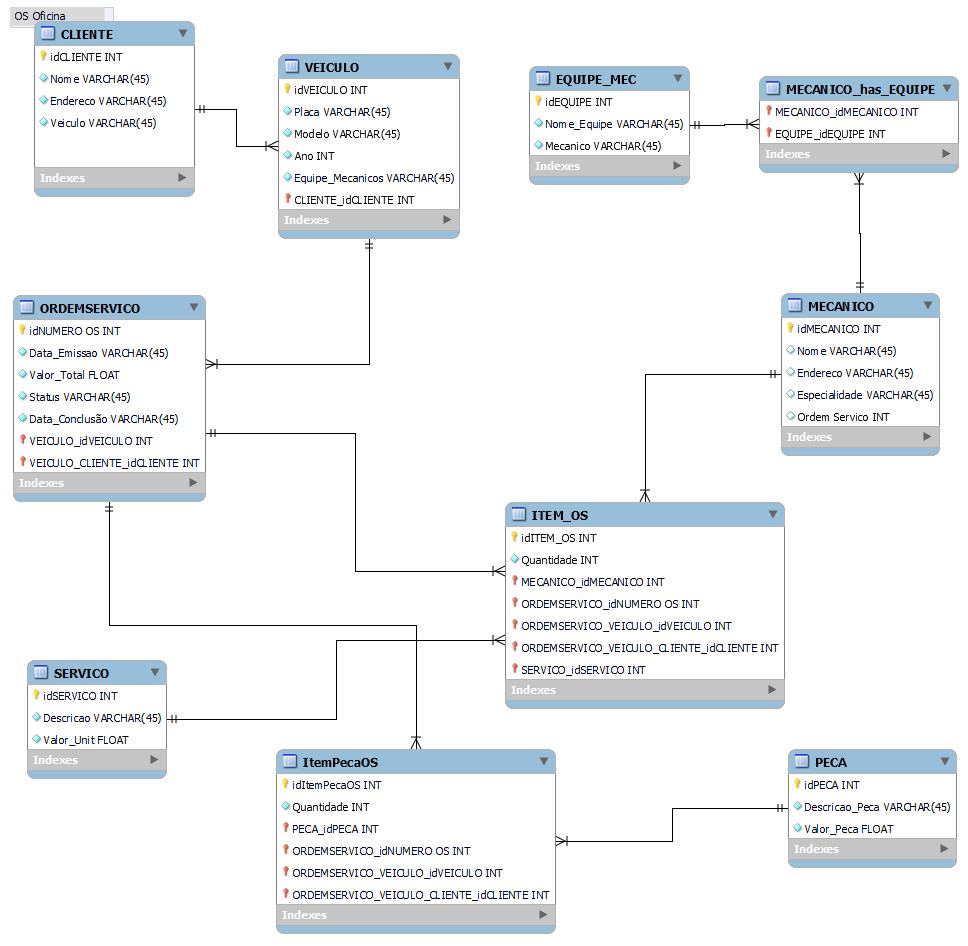 OS Oficina
CLIENTE
idCLIENTE INT
Nome VARCHAR(45)
Endereco VARCHAR(45)
Veiculo VARCHAR(45)
Indexes
VEICULO
idVEICULO INT
Placa VARCHAR(45)
Modelo VARCHAR(45)
Ano INT
Equipe_Mecanicos VARCHAR(45)
CLIENTE_idCLIENTE INT
Indexes
EQUIPE_MEC
idEQUIPE INT
Nome_Equipe VARCHAR(45)
Mecanico VARCHAR(45)
Indexes
MECANICO_has_EQUIPE
MECANICO_idMECANICO INT
EQUIPE_idEQUIPE INT
Indexes
ORDEMSERVICO
idNUMERO OS INT
Data_Emissao VARCHAR(45)
Valor_Total FLOAT
Status VARCHAR(45)
Data_Conclusão VARCHAR(45)
VEICULO_idVEICULO INT
VEICULO_CLIENTE_idCLIENTE INT
Indexes
MECANICO
idMECANICO INT
Nome VARCHAR(45)
Endereco VARCHAR(45)
Especialidade VARCHAR(45)
Ordem Servico INT
Indexes
ITEM_OS
idITEM_OS INT
Quantidade INT
MECANICO_idMECANICO INT
ORDEMSERVICO_idNUMERO OS INT
ORDEMSERVICO_VEICULO_idVEICULO INT
ORDEMSERVICO_VEICULO_CLIENTE_idCLIENTE INT
SERVICO_idSERVICO INT
Indexes
SERVICO
idSERVICO INT
Descricao VARCHAR(45)
Valor_Unit FLOAT
Indexes
ItemPecaOS
idItemPecaOS INT
Quantidade INT
PECA_idPECA INT
ORDEMSERVICO_idNUMERO OS INT
ORDEMSERVICO_VEICULO_idVEICULO INT
ORDEMSERVICO_VEICULO_CLIENTE_idCLIENTE INT
Indexes
PECA
idPECA INT
Descricao_Peca VARCHAR(45)
Valor_Peca FLOAT
Indexes